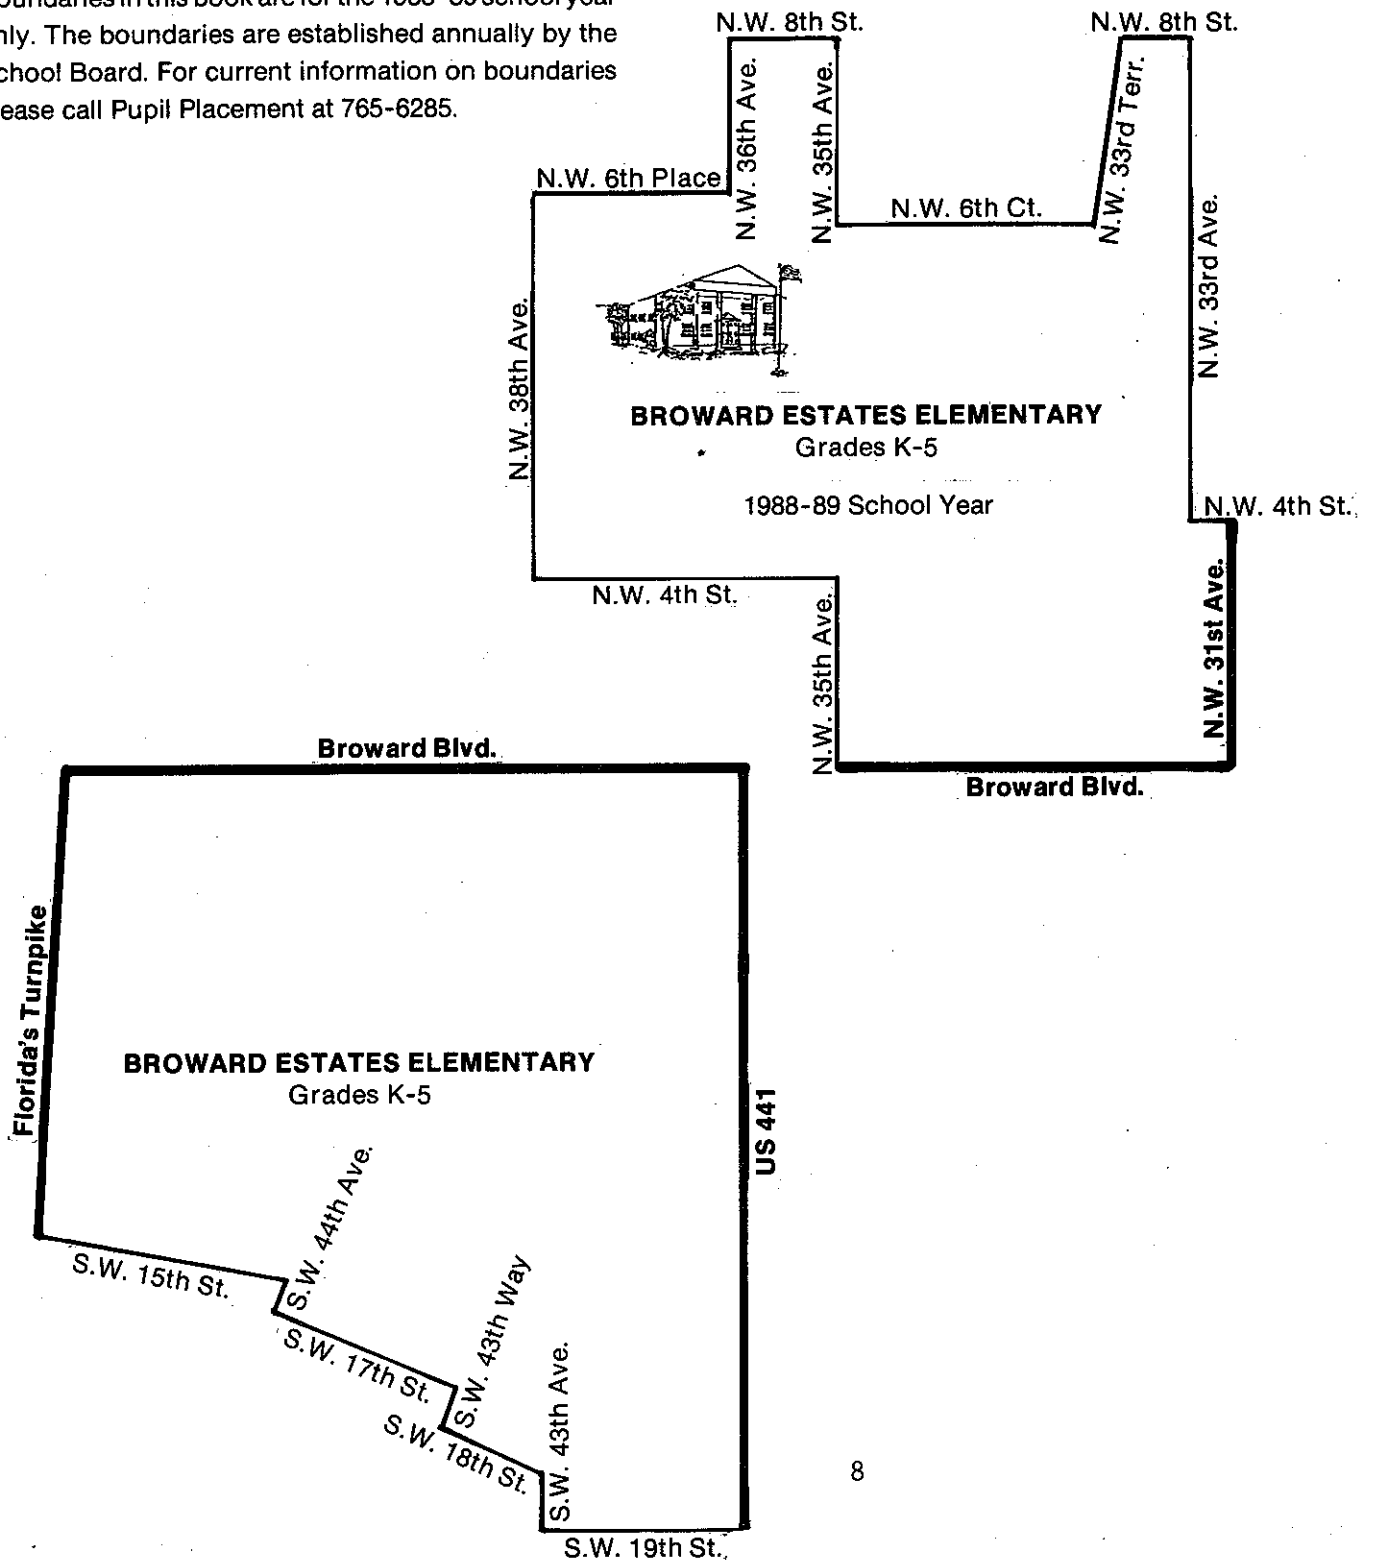 oundaries in this book are for the school year
nly. The boundaries are established annually by the
chool Board. For current information on boundaries
ease call Pupil Placement at 765-6285.
N.W. 8th St.
N.W. 8th St.
N.W. 36th Ave.
N.W. 35th Ave.
N.W. 33rd Terr.
N.W. 6th Place
N.W. 6th Ct.
N.W. 33rd Ave.
N.W. 38th Ave.
BROWARD ESTATES ELEMENTARY
Grades K-5
1988-89 School Year
N.W. 4th St.
N.W. 4th St.
N.W. 35th Ave.
N.W. 31st Ave.
Broward Blvd.
Broward Blvd.
Florida's Turnpike
BROWARD ESTATES ELEMENTARY
Grades K-5
US 441
S.W. 44th Ave.
S.W. 15th St.
S.W. 43th Way
S.W. 17th St.
S.W. 43th Ave.
S.W. 18th St.
8
S.W. 19th St.